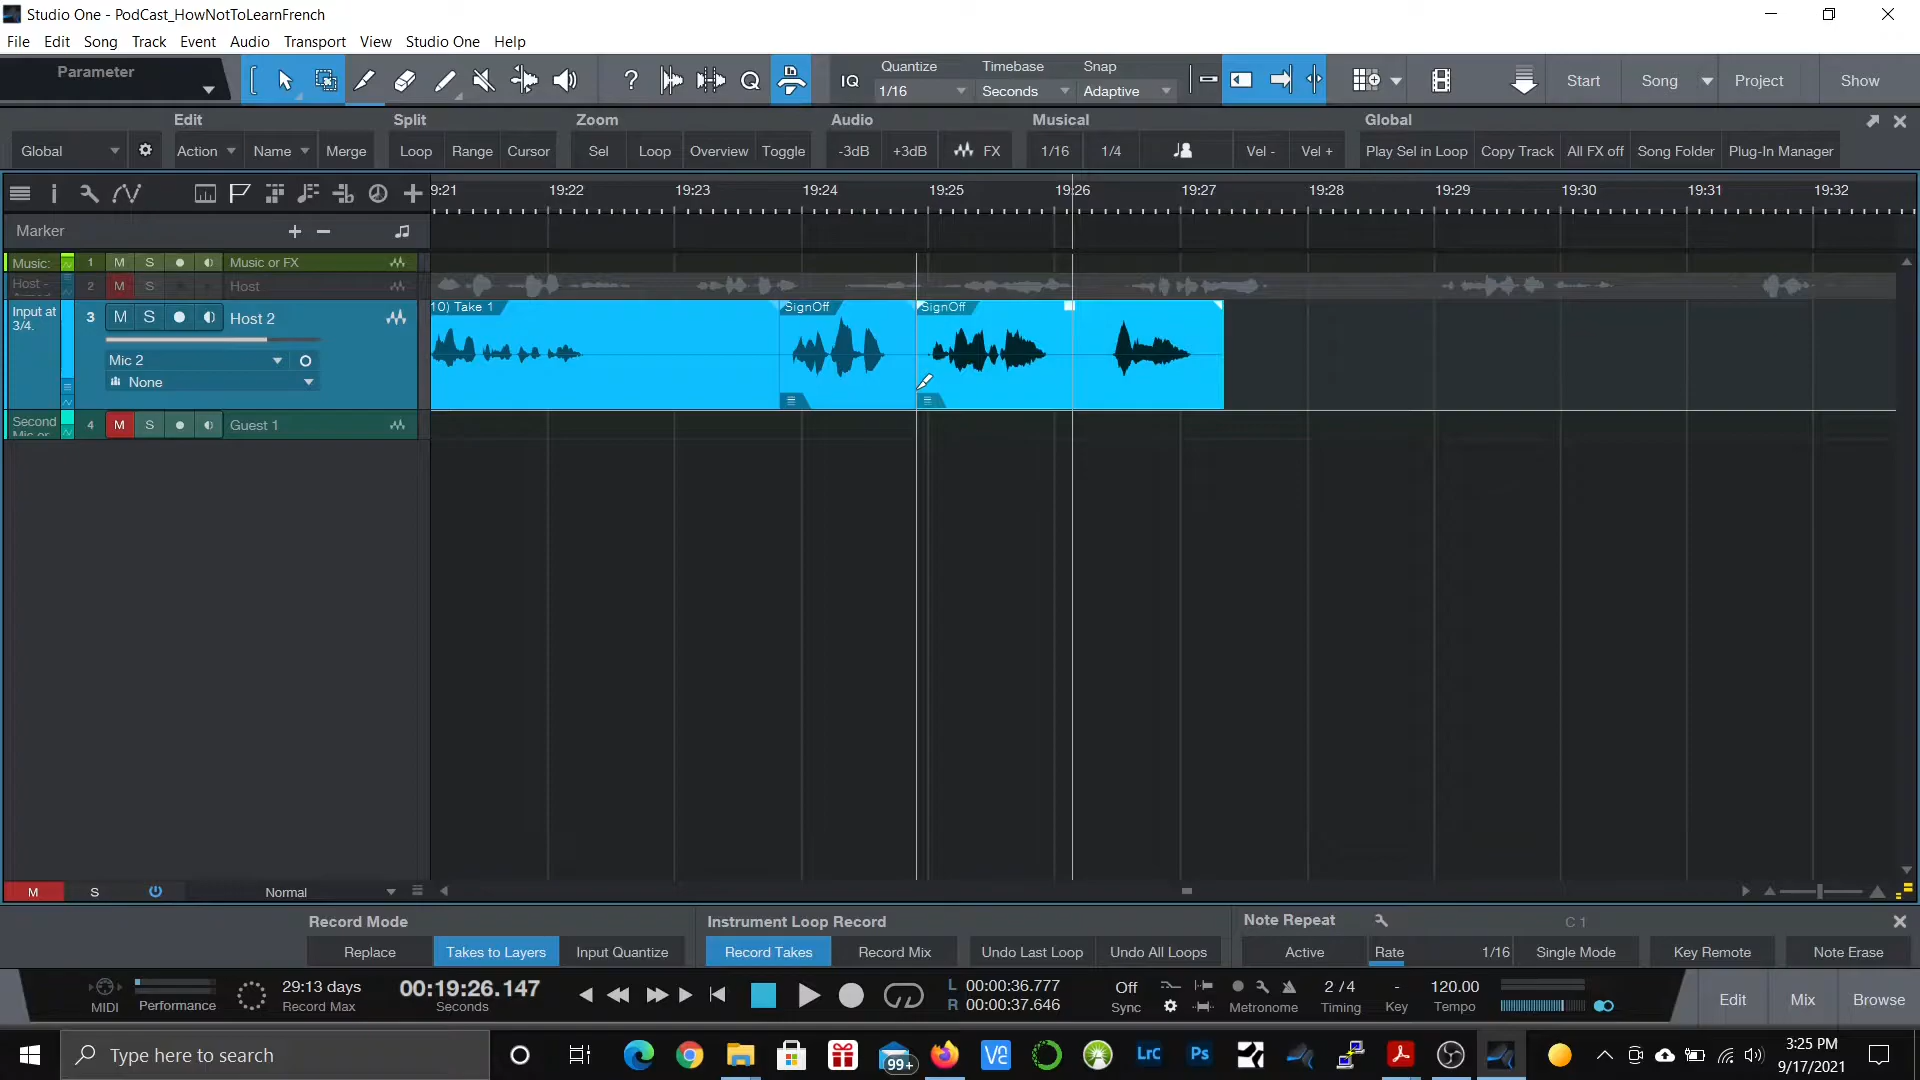 Studio One - PodCast_HowNotToLearnFrench
File Edit Song Track Event Audio Transport View Studio One Help
Parameter
? Q IQ
Quantize Timebase Snap
1/16 Seconds Adaptive
Start Song Project Show
Edit Split Zoom Audio Musical Global
Global Action Name Merge Loop Range Cursor Sel Loop Overview Toggle -3dB +3dB FX 1/16 1/4 Vel - Vel + Play Sel in Loop Copy Track All FX off Song Folder Plug-In Manager
9:21 19:22 19:23 19:24 19:25 19:26 19:27 19:28 19:29 19:30 19:31 19:32
Marker
Music: 1 M S Music or FX
Host - 2 M S Host
Input at 3/4. 3 M S Host 2
10) Take 1 SignOff SignOff
Mic 2
None
Second 4 M S Guest 1
M S Normal
Record Mode Instrument Loop Record Note Repeat C 1
Replace Takes to Layers Input Quantize Record Takes Record Mix Undo Last Loop Undo All Loops Active Rate 1/16 Single Mode Key Remote Note Erase
MIDI Performance
29:13 days
Record Max
00:19:26.147
Seconds
L 00:00:36.777
R 00:00:37.646
Off
Sync
Metronome
2 / 4
Timing
-
Key
120.00
Tempo
Edit Mix Browse
Type here to search
99+
VC
LrC
Ps
3:25 PM
9/17/2021